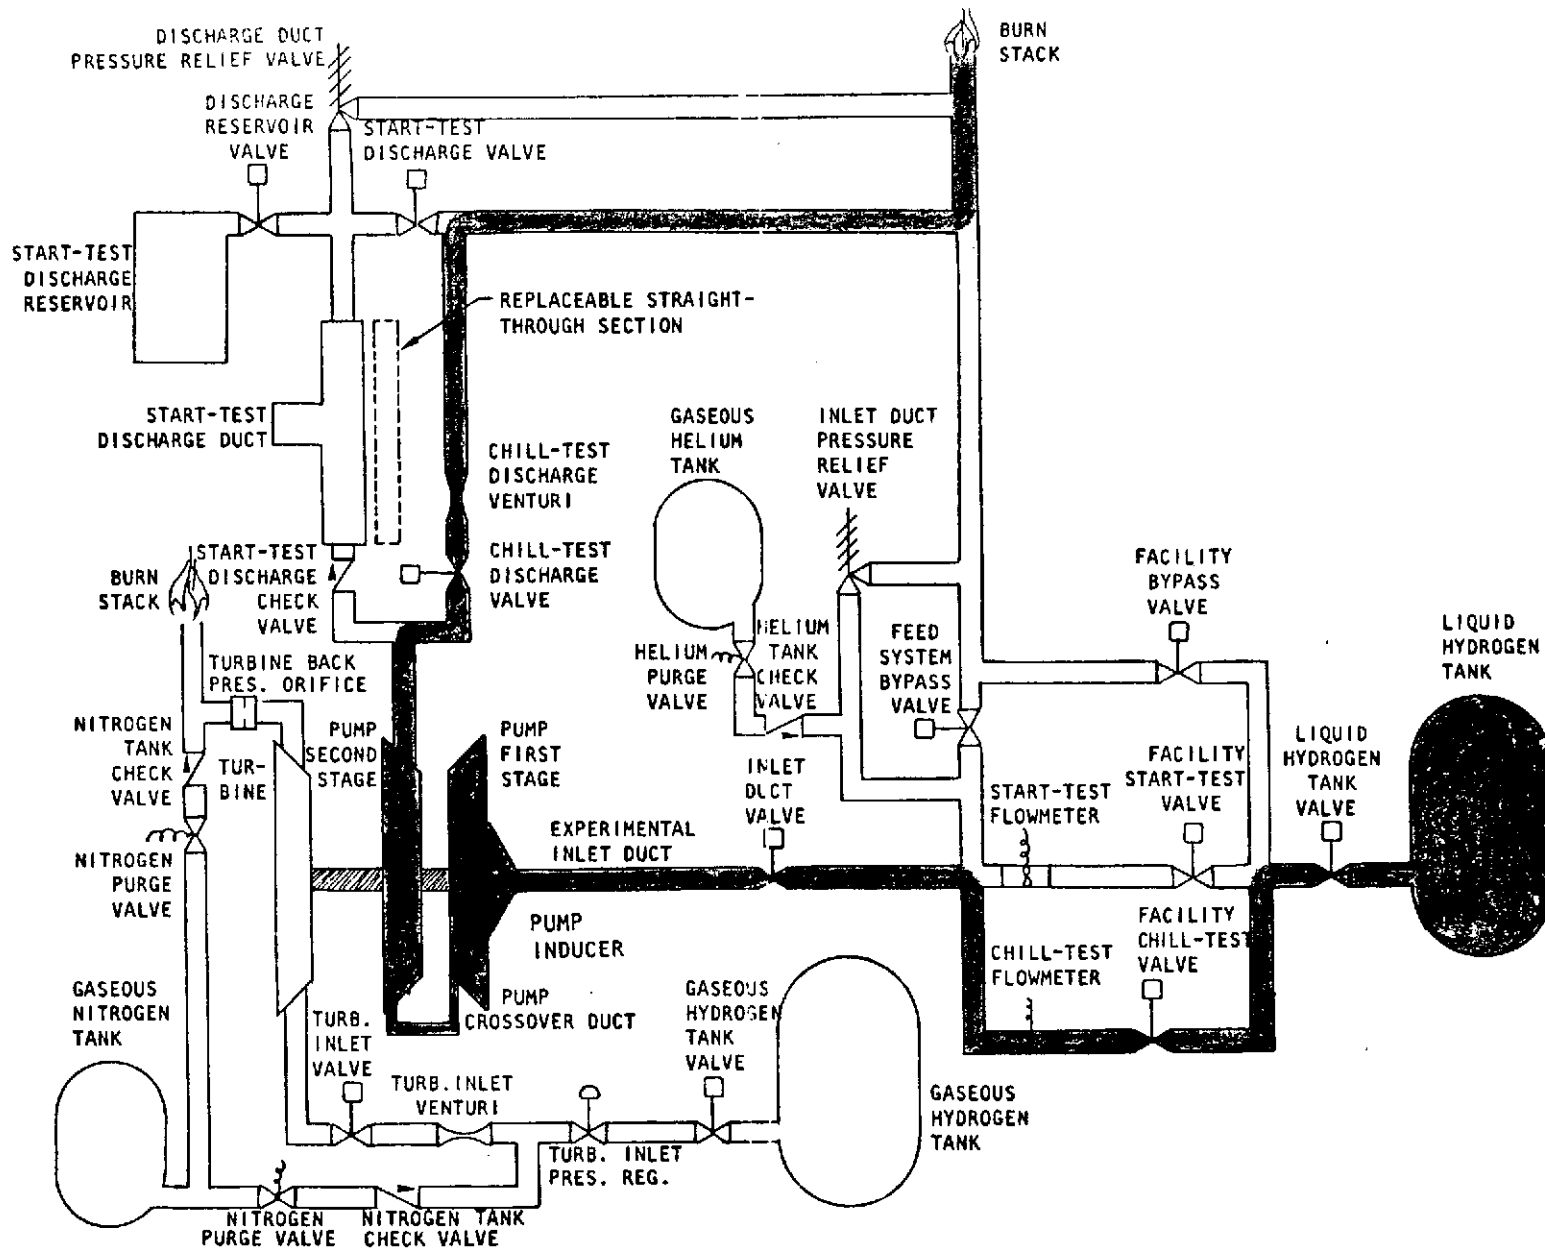 DISCHARGE DUCT
PRESSURE RELIEF VALVE
DISCHARGE
RESERVOIR
VALVE
START-TEST
DISCHARGE VALVE
BURN
STACK
START-TEST
DISCHARGE
RESERVOIR
REPLACEABLE STRAIGHT-
THROUGH SECTION
START-TEST
DISCHARGE DUCT
CHILL-TEST
DISCHARGE
VENTURI
GASEOUS
HELIUM
TANK
INLET DUCT
PRESSURE
RELIEF
VALVE
START-TEST
DISCHARGE
CHECK
VALVE
BURN
STACK
CHILL-TEST
DISCHARGE
VALVE
FACILITY
BYPASS
VALVE
LIQUID
HYDROGEN
TANK
HELIUM
PURGE
VALVE
HELIUM
TANK
CHECK
VALVE
FEED
SYSTEM
BYPASS
VALVE
TURBINE BACK
PRES. ORIFICE
NITROGEN
TANK
CHECK
VALVE
TUR-
BINE
PUMP
SECOND
STAGE
PUMP
FIRST
STAGE
INLET
DUCT
VALVE
START-TEST
FLOWMETER
FACILITY
START-TEST
VALVE
LIQUID
HYDROGEN
TANK
VALVE
EXPERIMENTAL
INLET DUCT
NITROGEN
PURGE
VALVE
PUMP
INDUCER
CHILL-TEST
FLOWMETER
FACILITY
CHILL-TEST
VALVE
GASEOUS
NITROGEN
TANK
PUMP
CROSSOVER DUCT
GASEOUS
HYDROGEN
TANK
VALVE
TURB.
INLET
VALVE
TURB. INLET
VENTURI
GASEOUS
HYDROGEN
TANK
TURB. INLET
PRES. REG.
NITROGEN
PURGE VALVE
NITROGEN TANK
CHECK VALVE